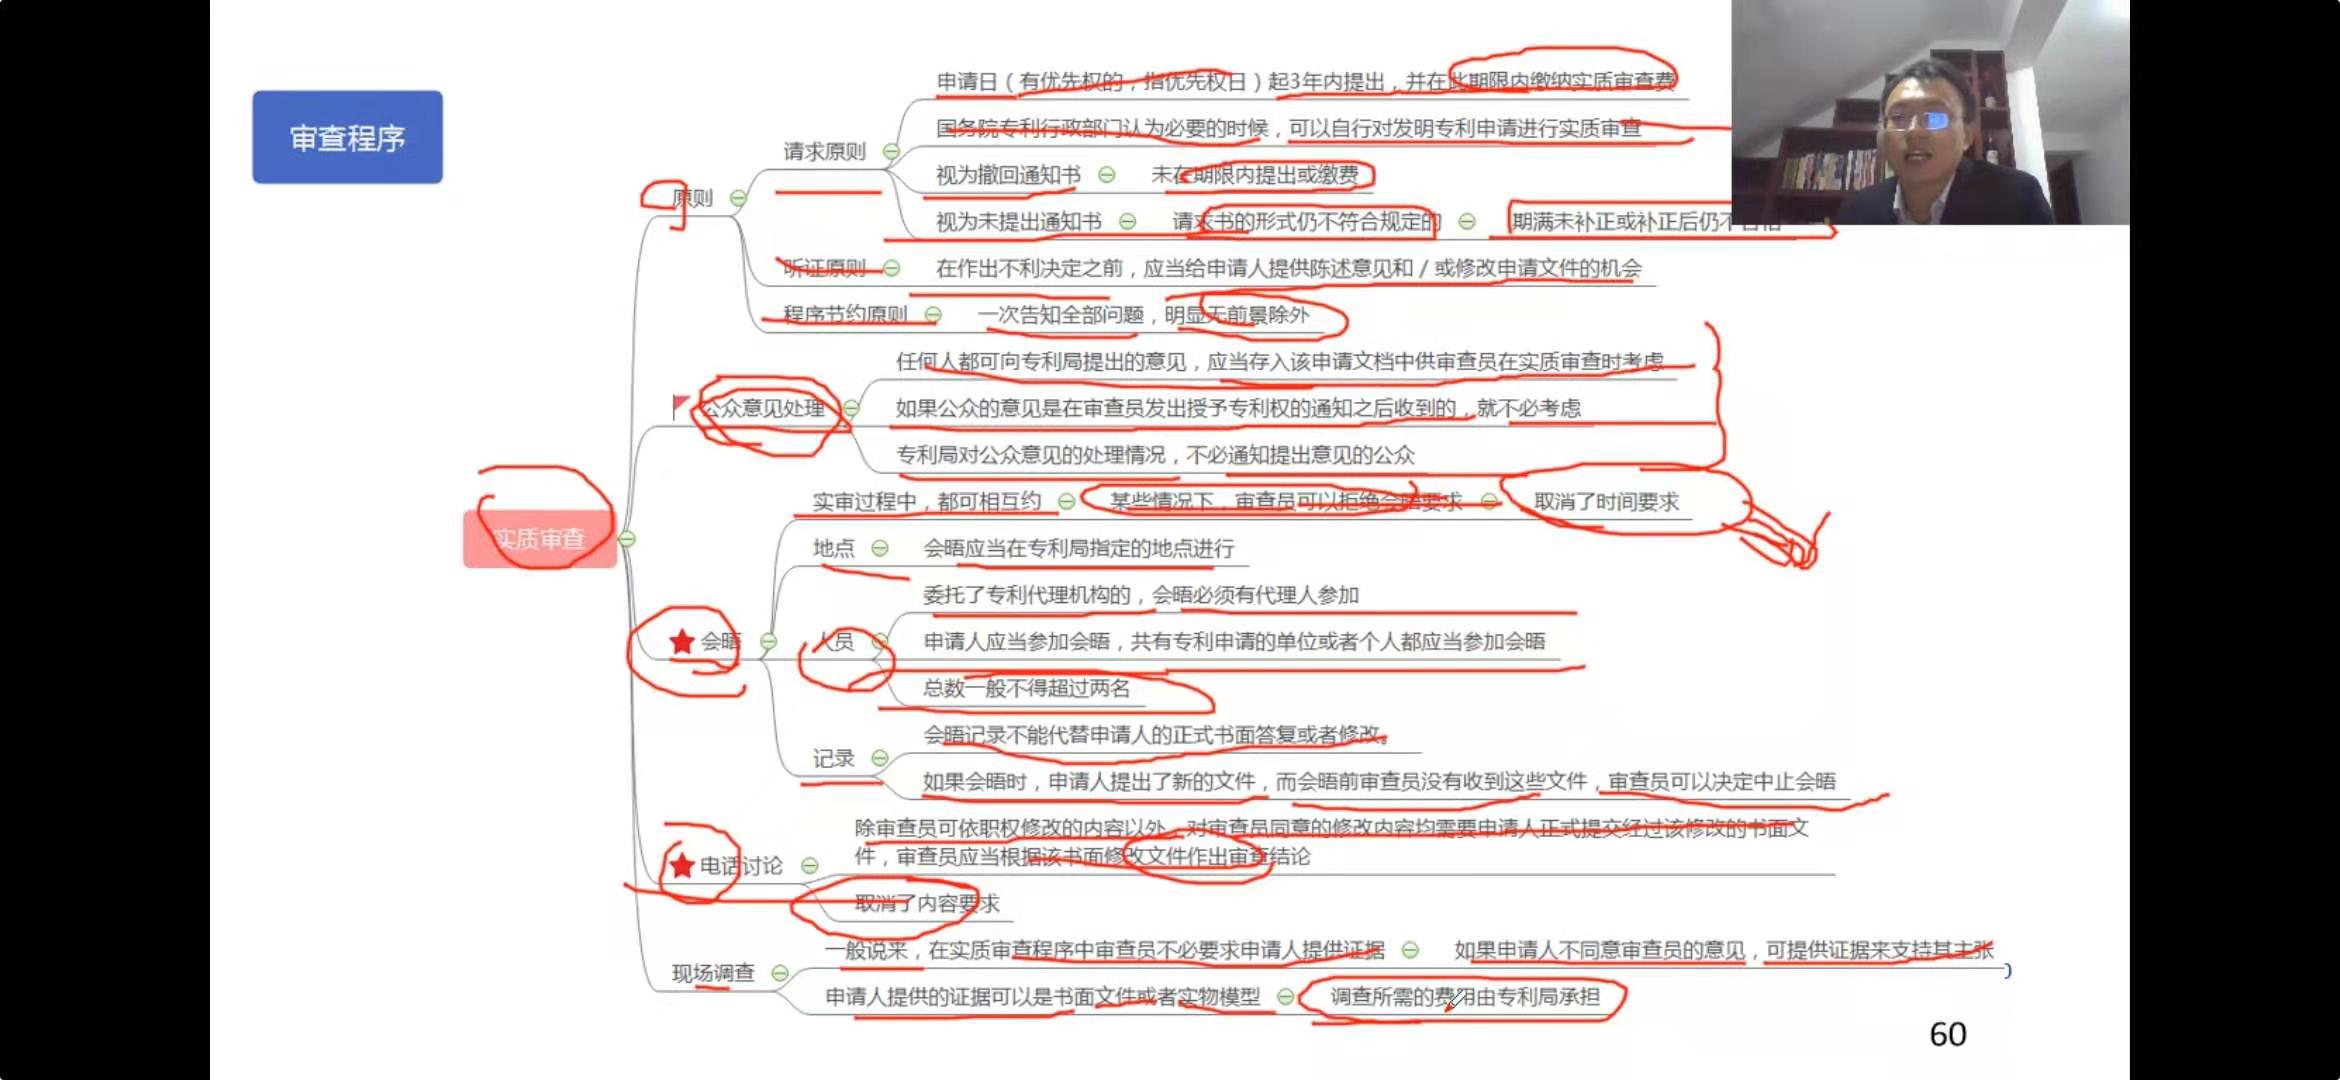 审查程序
实质审查
原则
请求原则
申请日（有优先权的，指优先权日）起3年内提出，并在此期限内缴纳实质审查费
国务院专利行政部门认为必要的时候，可以自行对发明专利申请进行实质审查
视为撤回通知书
未在期限内提出或缴费
视为未提出通知书
请求书的形式仍不符合规定的
期满未补正或补正后仍不
听证原则
在作出不利决定之前，应当给申请人提供陈述意见和/或修改申请文件的机会
程序节约原则
一次告知全部问题，明显无前景除外
公众意见处理
任何人都可向专利局提出的意见，应当存入该申请文档中供审查员在实质审查时考虑
如果公众的意见是在审查员发出授予专利权的通知之后收到的，就不必考虑
专利局对公众意见的处理情况，不必通知提出意见的公众
会晤
实审过程中，都可相互约
某些情况下，审查员可以拒绝会晤要求
取消了时间要求
地点
会晤应当在专利局指定的地点进行
人员
委托了专利代理机构的，会晤必须有代理人参加
申请人应当参加会晤，共有专利申请的单位或者个人都应当参加会晤
总数一般不得超过两名
记录
会晤记录不能代替申请人的正式书面答复或者修改。
如果会晤时，申请人提出了新的文件，而会晤前审查员没有收到这些文件，审查员可以决定中止会晤
电话讨论
除审查员可依职权修改的内容以外，对审查员同意的修改内容均需要申请人正式提交经过该修改的书面文
件，审查员应当根据该书面修改文件作出审查结论
取消了内容要求
现场调查
一般说来，在实质审查程序中审查员不必要求申请人提供证据
如果申请人不同意审查员的意见，可提供证据来支持其主张
申请人提供的证据可以是书面文件或者实物模型
调查所需的费用由专利局承担
60